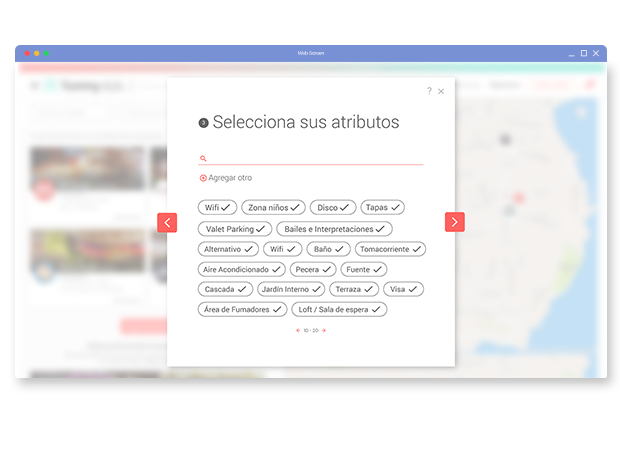 Web Screen
?
3 Selecciona sus atributos
Agregar otro
Wifi Zona niños Disco Tapas
Valet Parking Bailes e Interpretaciones
Alternativo Wifi Baño Tomacorriente
Aire Acondicionado Pecera Fuente
Cascada Jardín Interno Terraza Visa
Área de Fumadores Loft / Sala de espera
10 - 20